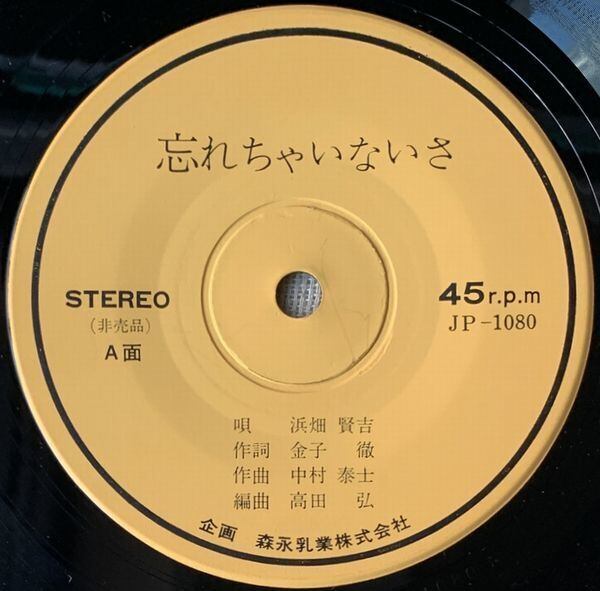 忘れちゃいないさ
STEREO
(非売品)
A面
45r.p.m
JP-1080
唄 浜畑 賢吉
作詞 金子 徹
作曲 中村 泰士
編曲 高田 弘
企画 森永乳業株式会社